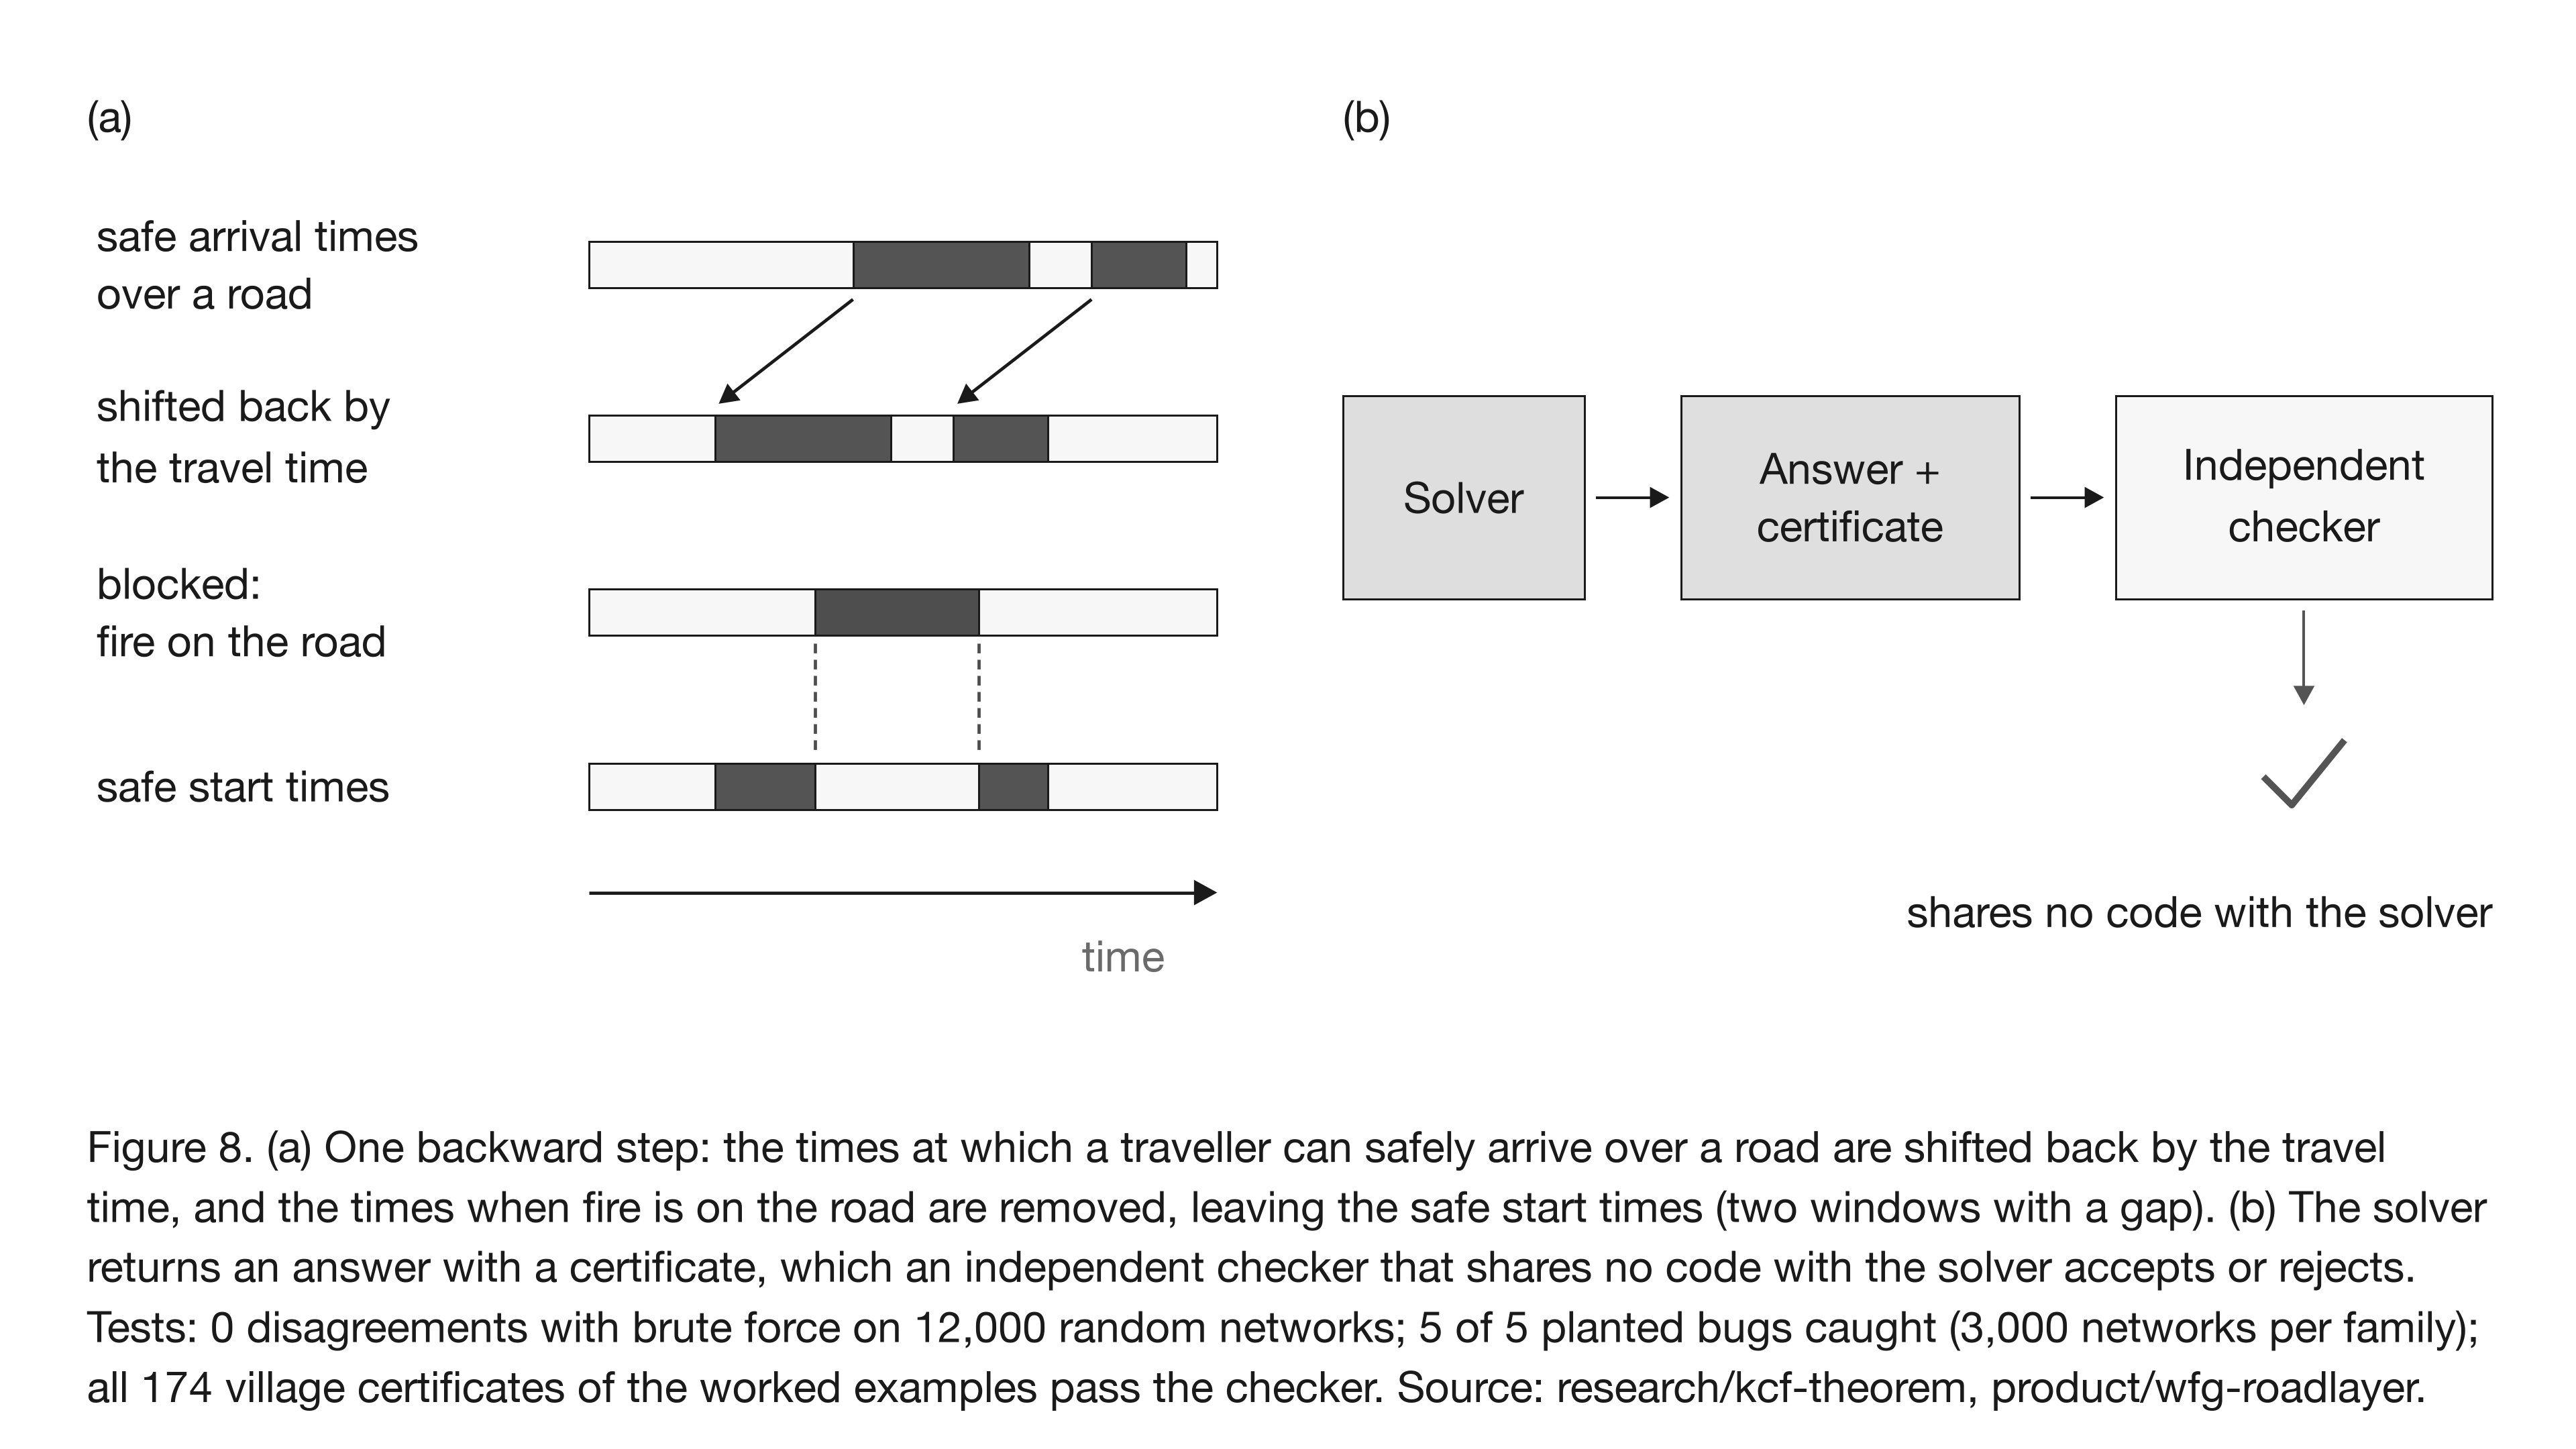 (a)
safe arrival times
over a road
shifted back by
the travel time
blocked:
fire on the road
safe start times
time
(b)
Solver
Answer +
certificate
Independent
checker
shares no code with the solver
Figure 8. (a) One backward step: the times at which a traveller can safely arrive over a road are shifted back by the travel
time, and the times when fire is on the road are removed, leaving the safe start times (two windows with a gap). (b) The solver
returns an answer with a certificate, which an independent checker that shares no code with the solver accepts or rejects.
Tests: 0 disagreements with brute force on 12,000 random networks; 5 of 5 planted bugs caught (3,000 networks per family);
all 174 village certificates of the worked examples pass the checker. Source: research/kcf-theorem, product/wfg-roadlayer.